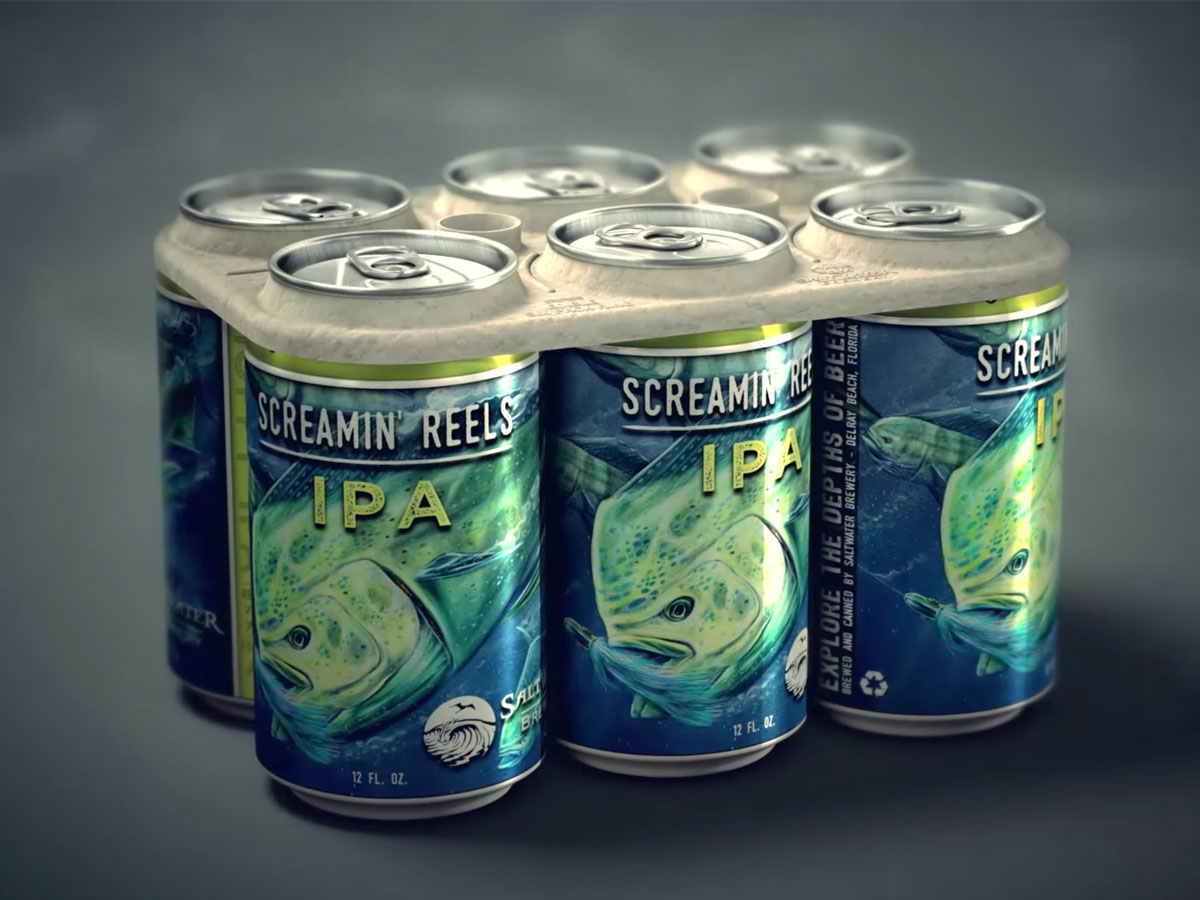 SCREAMIN' REELS
IPA
12 FL. OZ.
SCREAMIN' REE
IPA
12 FL. OZ.
EXPLORE THE DEPTHS OF BEER
BREWED AND CANNED BY SALTWATER BREWERY - DELRAY BEACH, FLORIDA
SCREAMIN
IP